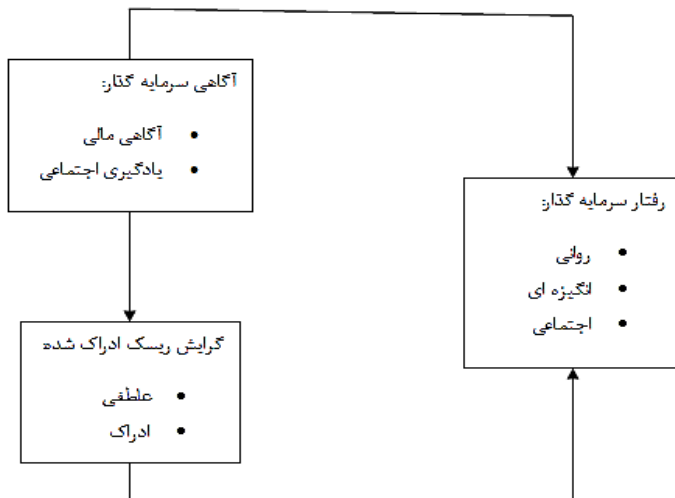 آگاهی سرمایه گذار:
• آگاهی مالی
• یادگیری اجتماعی
رفتار سرمایه گذار:
• روانی
• انگیزه ای
• اجتماعی
گرایش ریسک ادراک شده
• عاطفی
• ادراک